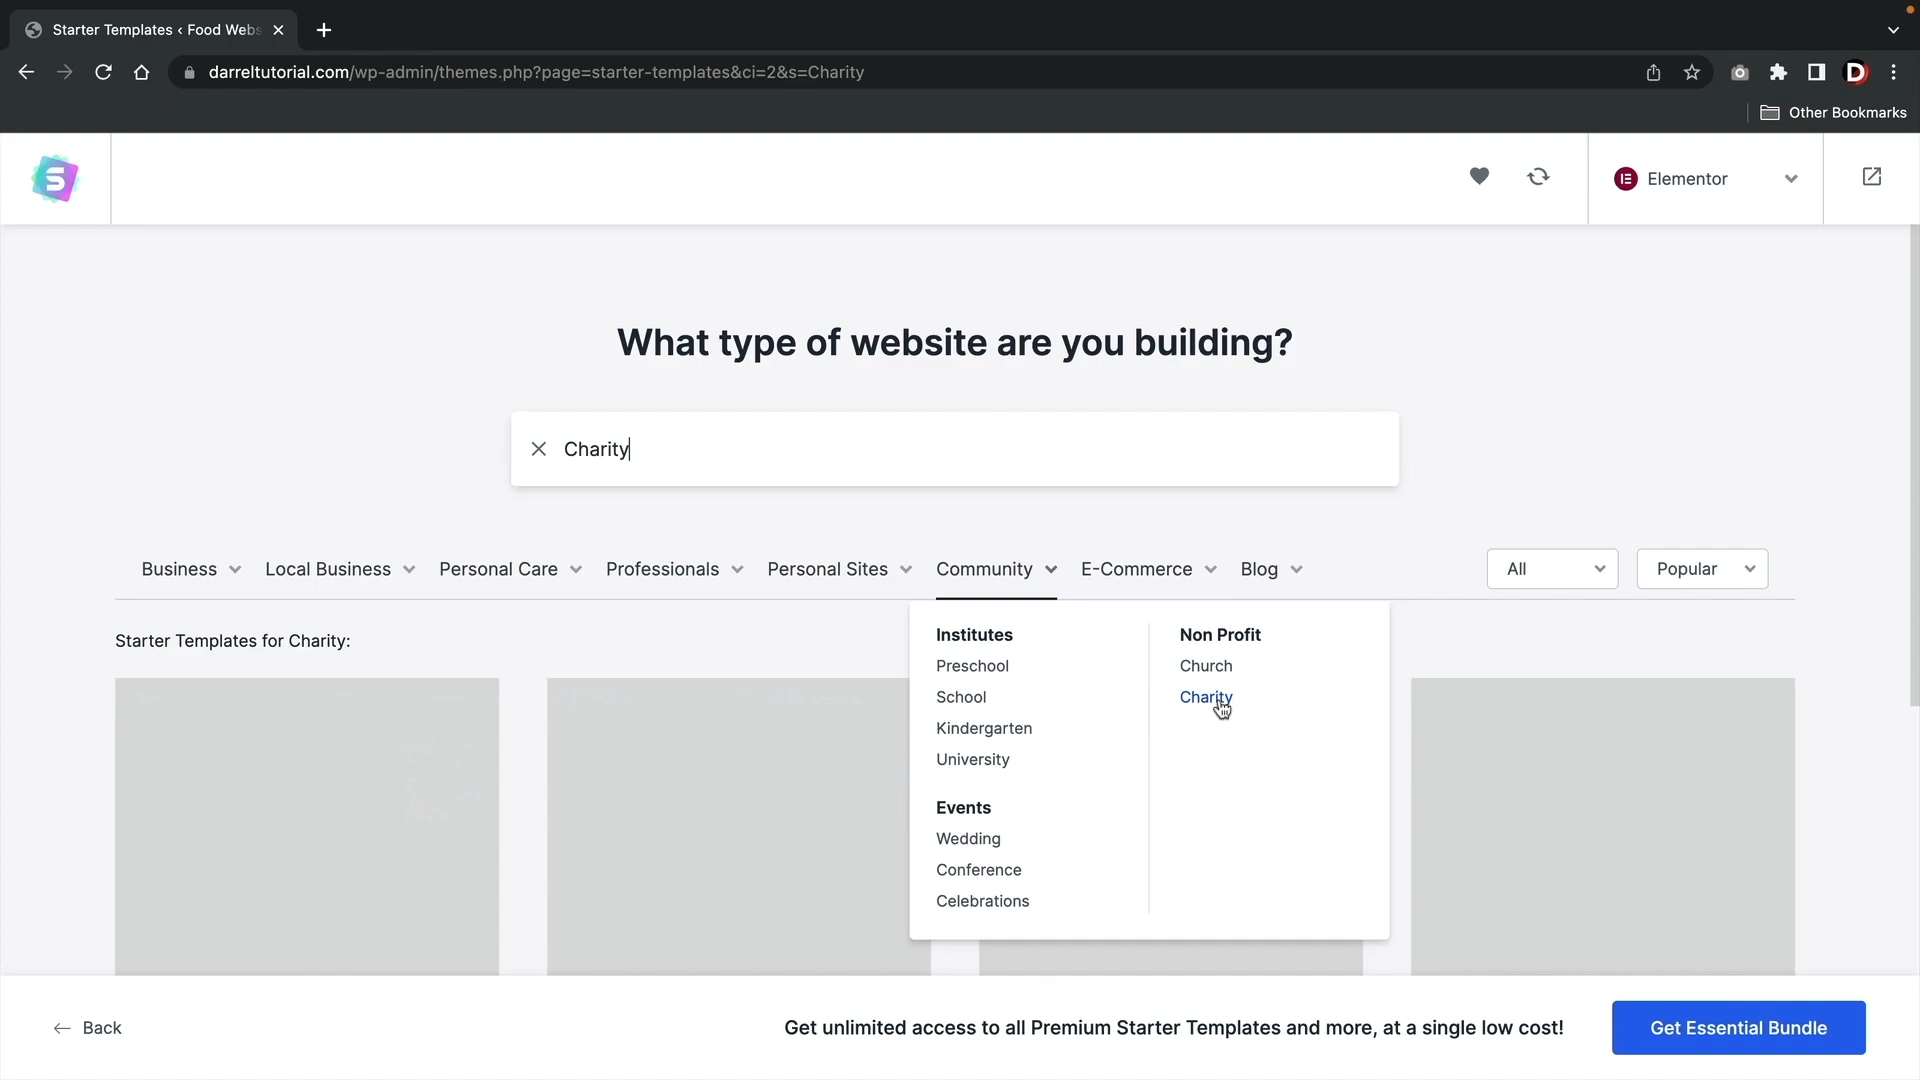 Starter Templates ‹ Food Webs
darreltutorial.com/wp-admin/themes.php?page=starter-templates&ci=2&s=Charity
D
Other Bookmarks
S
Elementor
What type of website are you building?
Charity
Business
Local Business
Personal Care
Professionals
Personal Sites
Community
E-Commerce
Blog
All
Popular
Starter Templates for Charity:
Institutes
Preschool
School
Kindergarten
University
Events
Wedding
Conference
Celebrations
Non Profit
Church
Charity
Back
Get unlimited access to all Premium Starter Templates and more, at a single low cost!
Get Essential Bundle